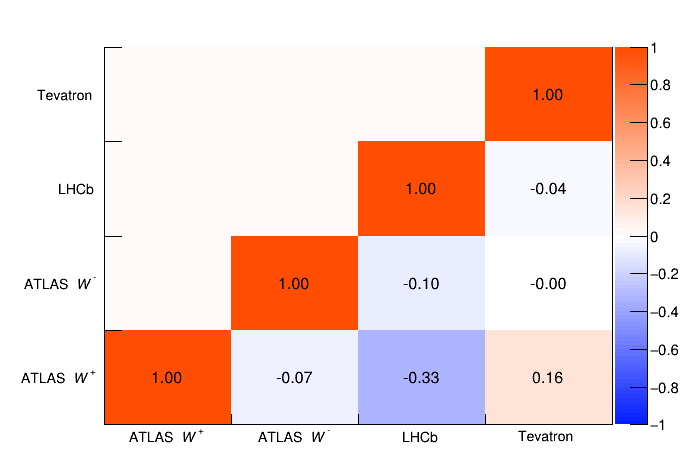 Tevatron 1.00
LHCb 1.00 -0.04
ATLAS W⁻ 1.00 -0.10 -0.00
ATLAS W⁺ 1.00 -0.07 -0.33 0.16
ATLAS W⁺ ATLAS W⁻ LHCb Tevatron
1
0.8
0.6
0.4
0.2
0
−0.2
−0.4
−0.6
−0.8
−1